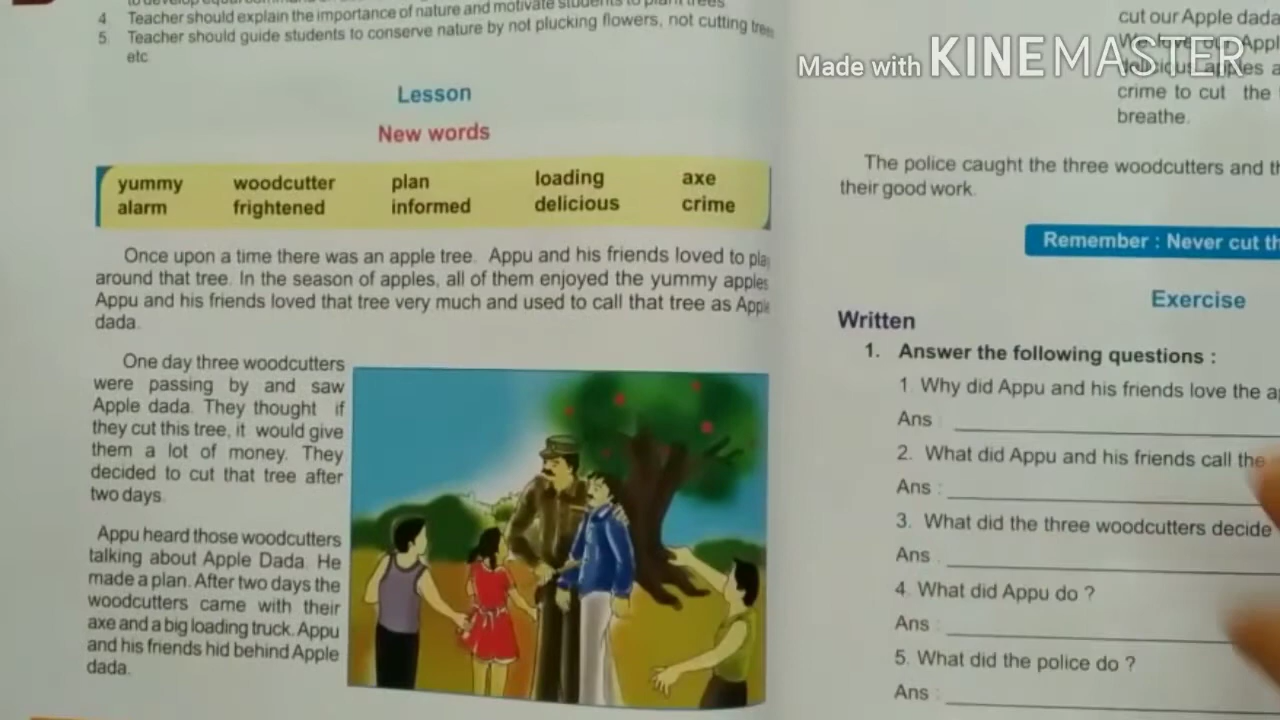 4. Teacher should explain the importance of nature and motivate students to plant trees
5. Teacher should guide students to conserve nature by not plucking flowers, not cutting trees
etc.
Lesson
New words
yummy woodcutter plan loading axe
alarm frightened informed delicious crime
Once upon a time there was an apple tree. Appu and his friends loved to play
around that tree. In the season of apples, all of them enjoyed the yummy apples
Appu and his friends loved that tree very much and used to call that tree as Apple
dada.
One day three woodcutters
were passing by and saw
Apple dada. They thought if
they cut this tree, it would give
them a lot of money. They
decided to cut that tree after
two days.
Appu heard those woodcutters
talking about Apple Dada. He
made a plan. After two days the
woodcutters came with their
axe and a big loading truck. Appu
and his friends hid behind Apple
dada.
Made with KINEMASTER
cut our Apple dada
We love our
delicious apples
crime to cut the
breathe.
The police caught the three woodcutters and
their good work.
Remember : Never cut
Exercise
Written
1. Answer the following questions :
1. Why did Appu and his friends love the
Ans
2. What did Appu and his friends call the
Ans :
3. What did the three woodcutters decide
Ans :
4. What did Appu do ?
Ans :
5. What did the police do ?
Ans :